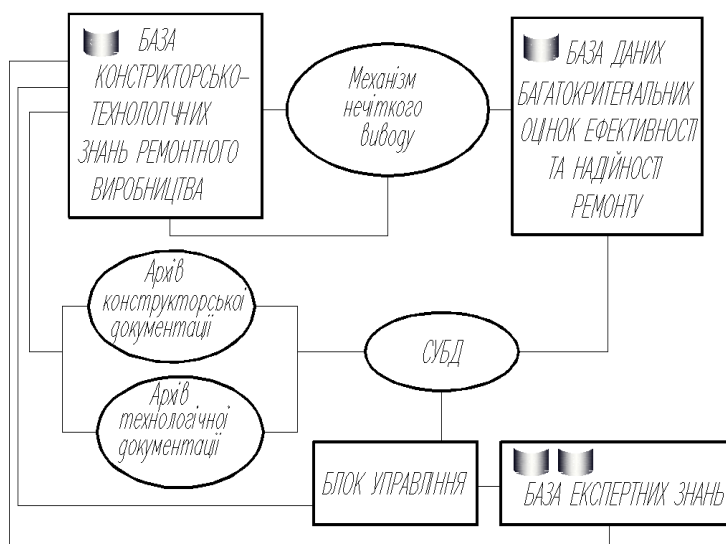 БАЗА
КОНСТРУКТОРСЬКО-
ТЕХНОЛОГІЧНИХ
ЗНАНЬ РЕМОНТНОГО
ВИРОБНИЦТВА
Механізм
нечіткого
виводу
БАЗА ДАНИХ
БАГАТОКРИТЕРІАЛЬНИХ
ОЦІНОК ЕФЕКТИВНОСТІ
ТА НАДІЙНОСТІ
РЕМОНТУ
Архів
конструкторської
документації
СУБД
Архів
технологічної
документації
БЛОК УПРАВЛІННЯ
БАЗА ЕКСПЕРТНИХ ЗНАНЬ